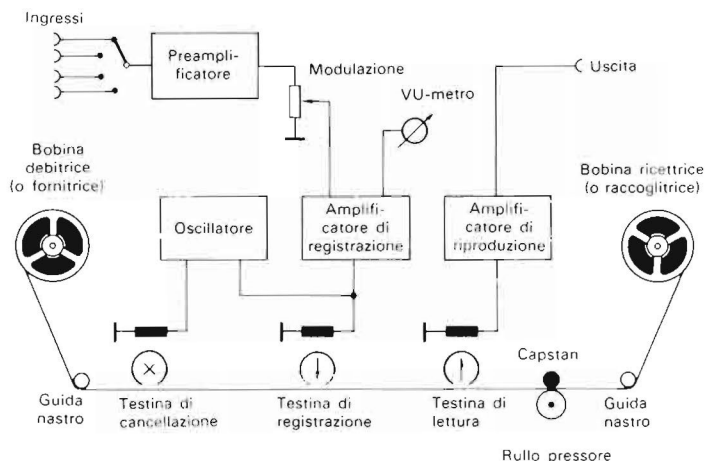 Ingressi
Preampli-
ficatore
Modulazione
Uscita
VU-metro
Bobina
debitrice
(o fornitrice)
Bobina ricettrice
(o raccoglitrice)
Oscillatore
Amplifi-
catore di
registrazione
Amplifi-
catore di
riproduzione
Capstan
Guida
nastro
Testina di
cancellazione
Testina di
registrazione
Testina di
lettura
Guida
nastro
Rullo pressore